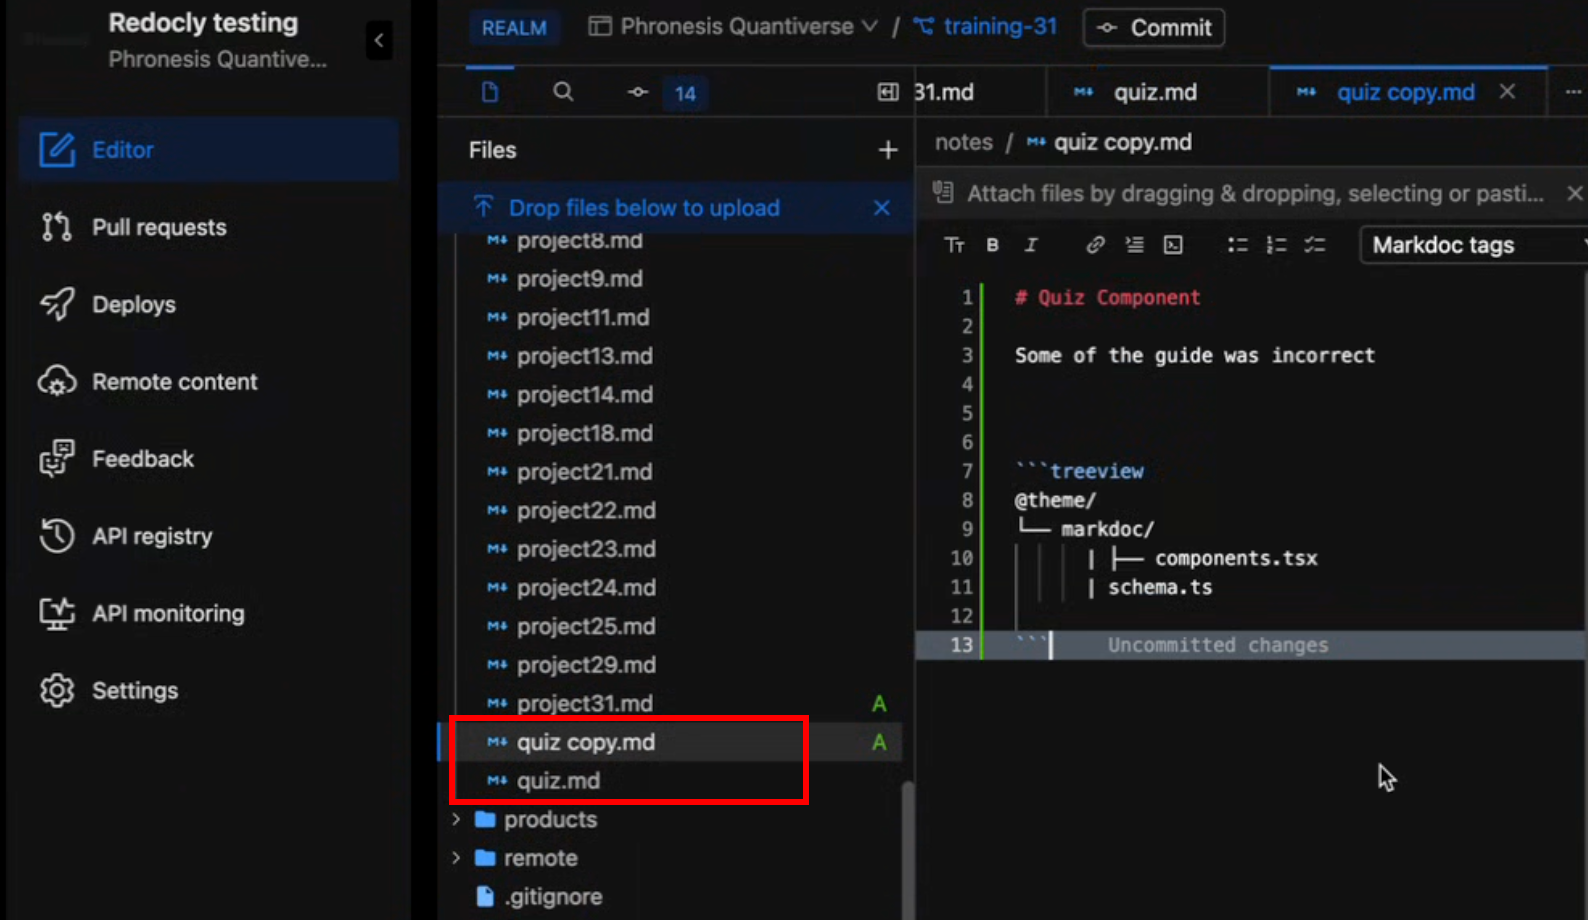 Redocly testing
Phronesis Quantive...
Editor
Pull requests
Deploys
Remote content
Feedback
API registry
API monitoring
Settings
REALM
Phronesis Quantiverse / training-31
Commit
14
Files
Drop files below to upload
project8.md
project9.md
project11.md
project13.md
project14.md
project18.md
project21.md
project22.md
project23.md
project24.md
project25.md
project29.md
project31.md A
quiz copy.md A
quiz.md
products
remote
.gitignore
31.md
quiz.md
quiz copy.md
notes / quiz copy.md
Attach files by dragging & dropping, selecting or pasti...
Markdoc tags
1 # Quiz Component
2
3 Some of the guide was incorrect
4
5
6
7 ```treeview
8 @theme/
9 └── markdoc/
10 | ├── components.tsx
11 | schema.ts
12
13 ``` Uncommitted changes